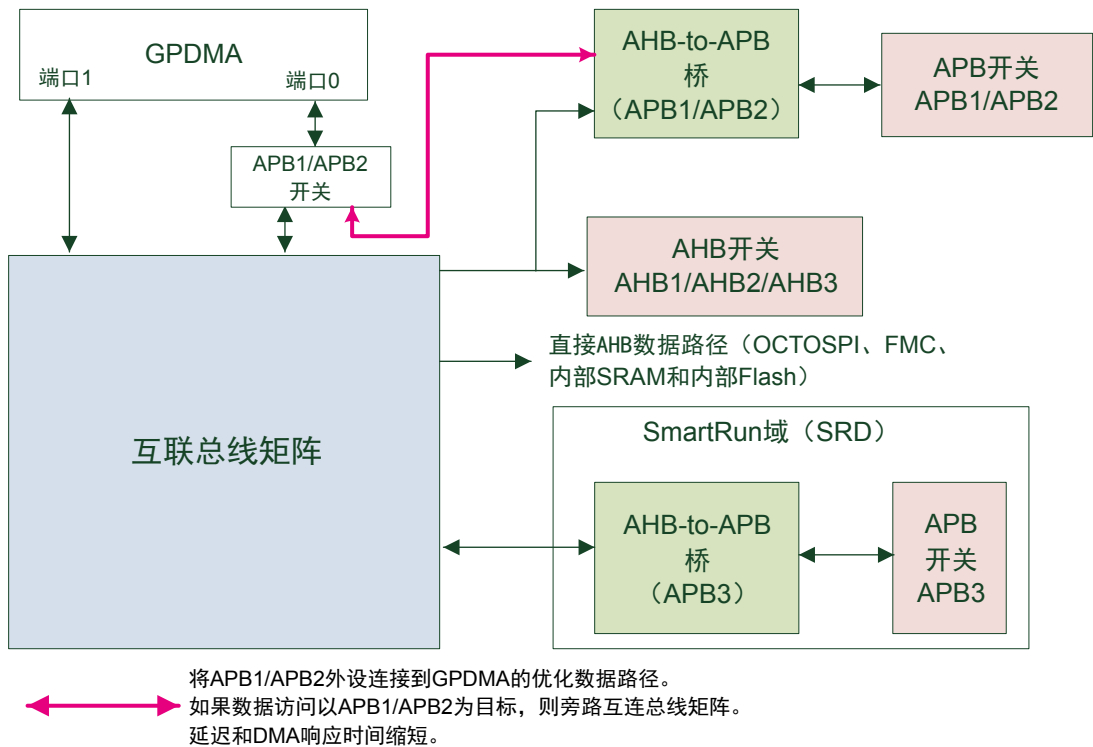 GPDMA
端口1
端口0
APB1/APB2
开关
AHB-to-APB
桥
（APB1/APB2）
APB开关
APB1/APB2
AHB开关
AHB1/AHB2/AHB3
直接AHB数据路径（OCTOSPI、FMC、
内部SRAM和内部Flash）
互联总线矩阵
SmartRun域（SRD）
AHB-to-APB
桥
（APB3）
APB
开关
APB3
将APB1/APB2外设连接到GPDMA的优化数据路径。
如果数据访问以APB1/APB2为目标，则旁路互连总线矩阵。
延迟和DMA响应时间缩短。